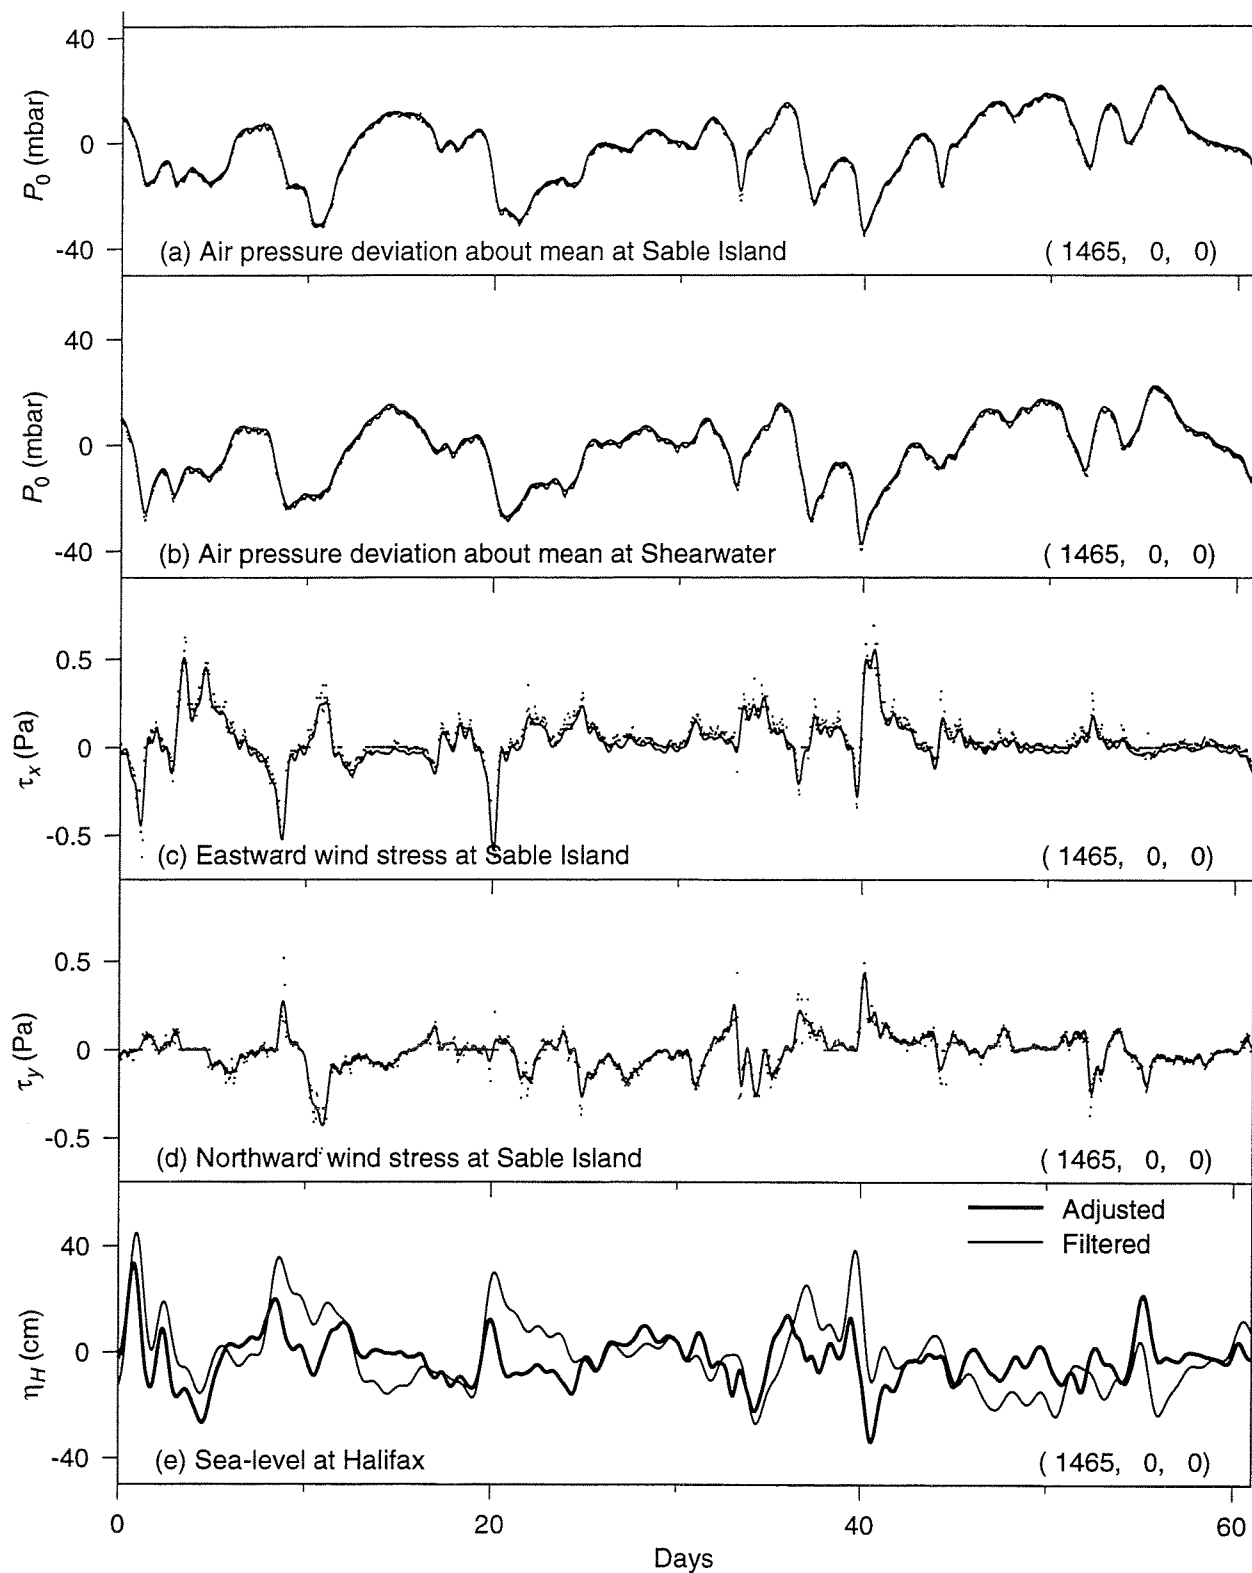 40
0
-40
P0 (mbar)
(a) Air pressure deviation about mean at Sable Island
( 1465, 0, 0)
40
0
-40
P0 (mbar)
(b) Air pressure deviation about mean at Shearwater
( 1465, 0, 0)
0.5
0
-0.5
τx (Pa)
(c) Eastward wind stress at Sable Island
( 1465, 0, 0)
0.5
0
-0.5
τy (Pa)
(d) Northward wind stress at Sable Island
( 1465, 0, 0)
Adjusted
Filtered
40
0
-40
ηH (cm)
(e) Sea-level at Halifax
( 1465, 0, 0)
0
20
40
60
Days